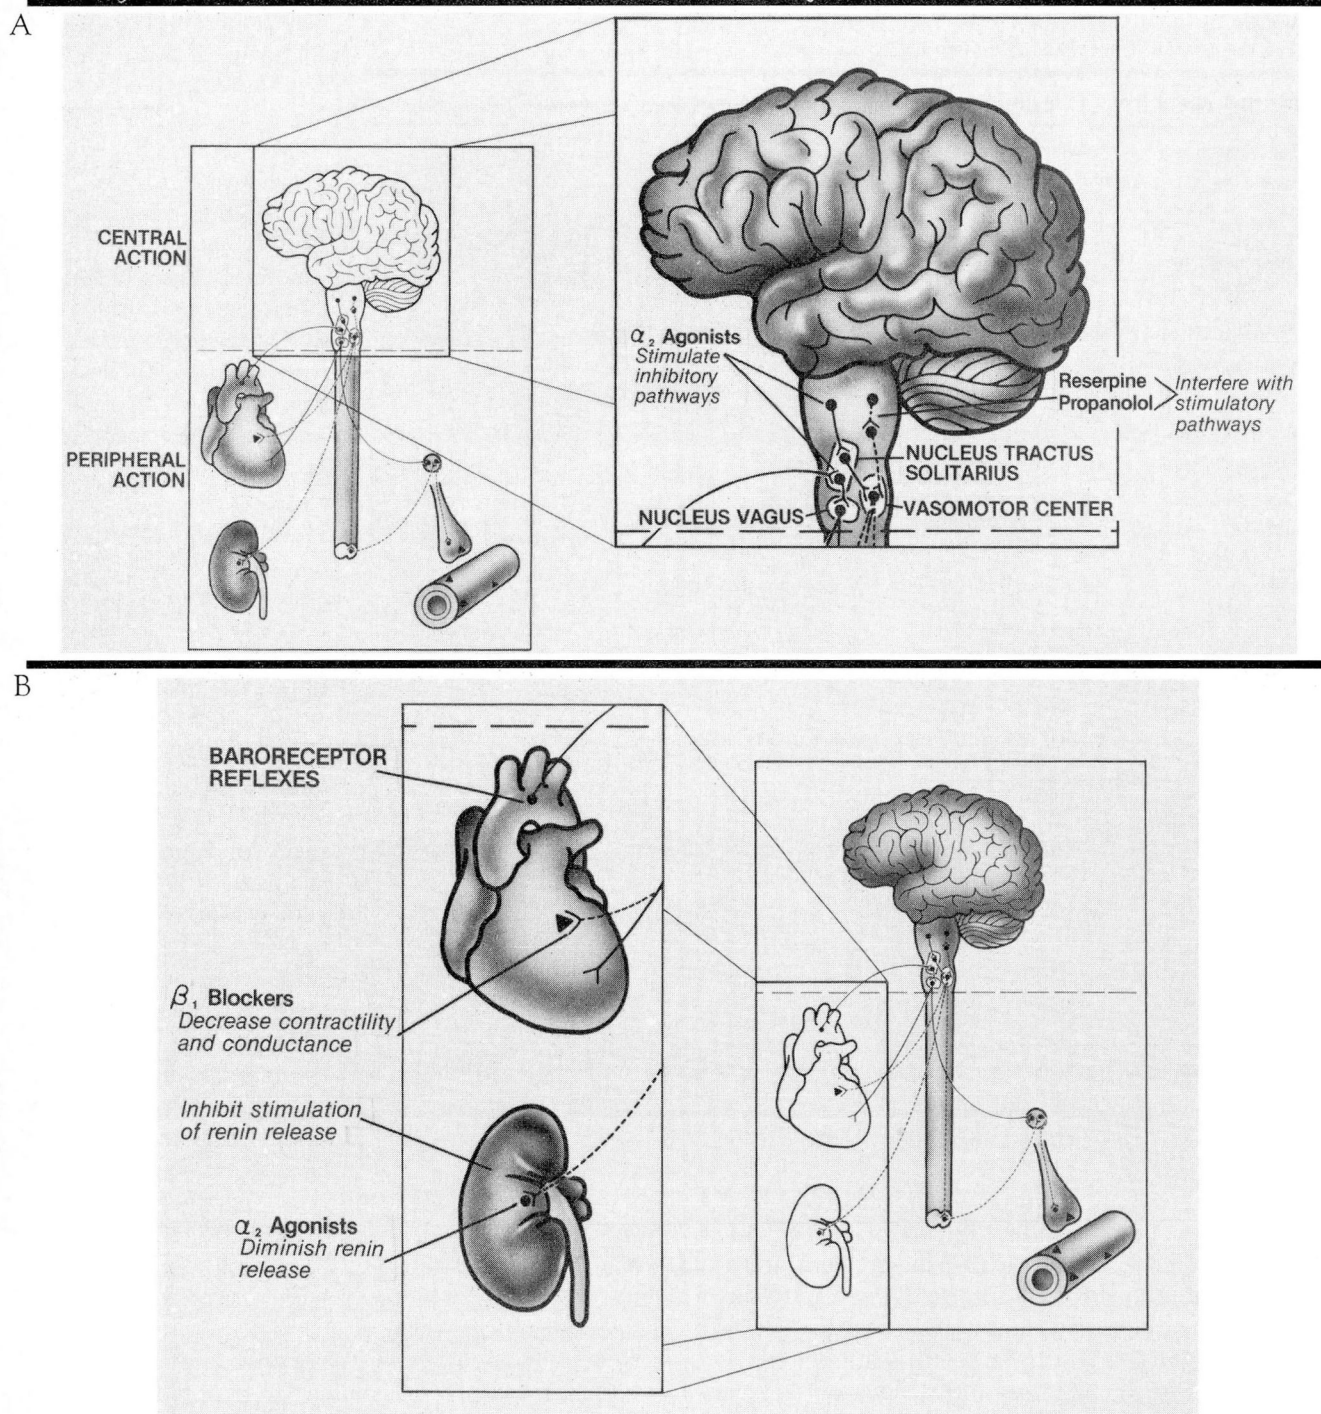 A
CENTRAL
ACTION
PERIPHERAL
ACTION
α₂ Agonists
Stimulate
inhibitory
pathways
Reserpine
Propanolol
Interfere with
stimulatory
pathways
NUCLEUS TRACTUS
SOLITARIUS
NUCLEUS VAGUS
VASOMOTOR CENTER
B
BARORECEPTOR
REFLEXES
β₁ Blockers
Decrease contractility
and conductance
Inhibit stimulation
of renin release
α₂ Agonists
Diminish renin
release